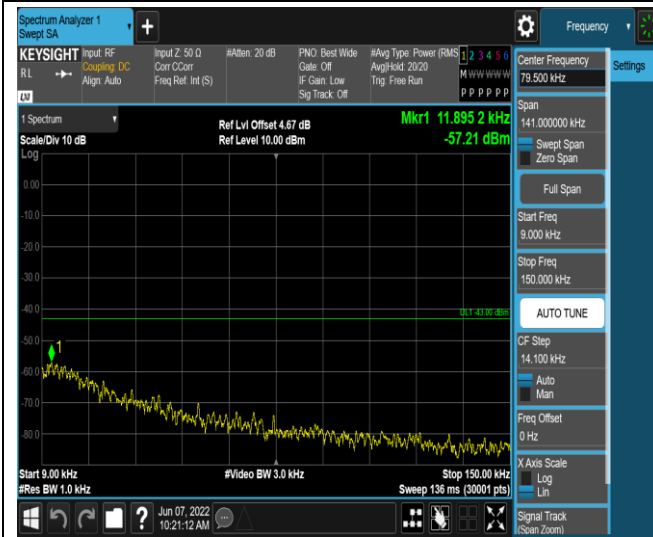 Spectrum Analyzer 1
Swept SA
+
Frequency
KEYSIGHT
RL
LXI
Input: RF
Coupling: DC
Align: Auto
Input Z: 50 Ω
Corr CCorr
Freq Ref: Int (S)
#Atten: 20 dB
PNO: Best Wide
Gate: Off
IF Gain: Low
Sig Track: Off
#Avg Type: Power (RMS
Avg|Hold: 20/20
Trig: Free Run
1 2 3 4 5 6
M W W W W W
P P P P P P
1 Spectrum
Scale/Div 10 dB
Log
Ref Lvl Offset 4.67 dB
Ref Level 10.00 dBm
Mkr1 11.895 2 kHz
-57.21 dBm
0.00
-10.0
-20.0
-30.0
-40.0
-50.0
-60.0
-70.0
-80.0
DL1 -43.00 dBm
1
Start 9.00 kHz
#Res BW 1.0 kHz
#Video BW 3.0 kHz
Stop 150.00 kHz
Sweep 136 ms (30001 pts)
?
Jun 07, 2022
10:21:12 AM
Center Frequency
79.500 kHz
Settings
Span
141.000000 kHz
Swept Span
Zero Span
Full Span
Start Freq
9.000 kHz
Stop Freq
150.000 kHz
AUTO TUNE
CF Step
14.100 kHz
Auto
Man
Freq Offset
0 Hz
X Axis Scale
Log
Lin
Signal Track
(Span Zoom)